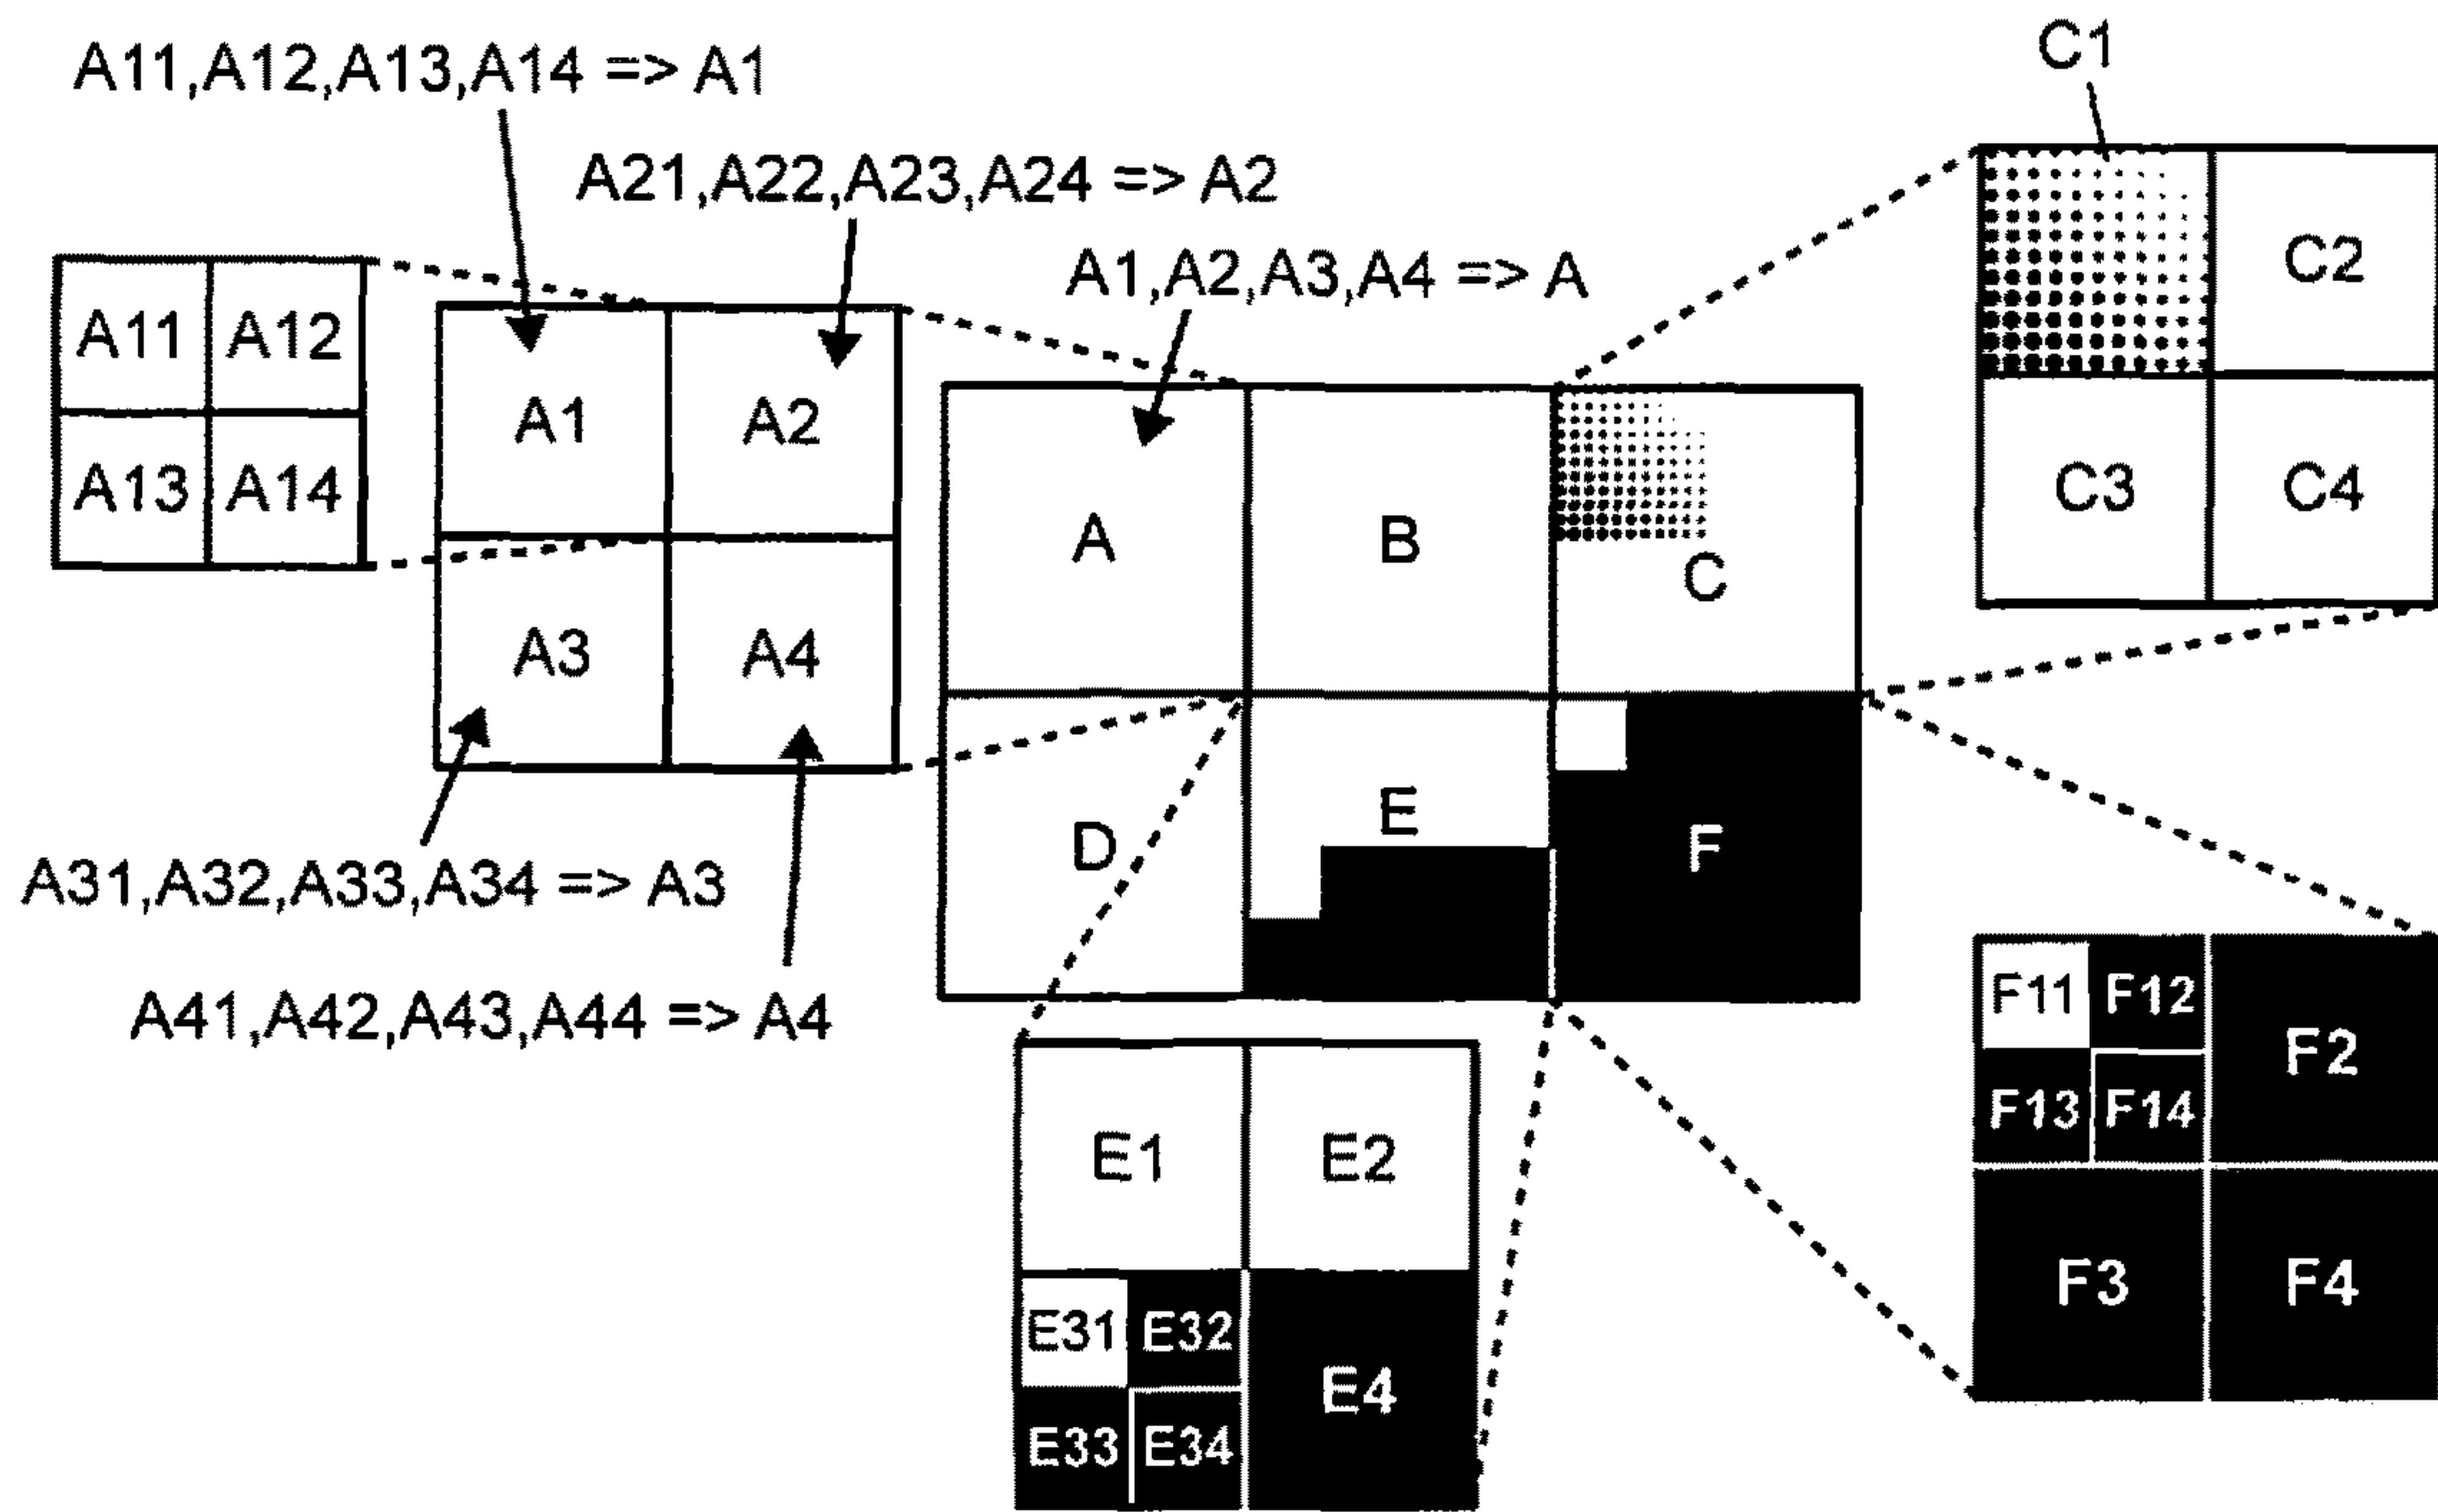 A11,A12,A13,A14 => A1
C1
A21,A22,A23,A24 => A2
A1,A2,A3,A4 => A
A11 A12
A13 A14
A1 A2
A3 A4
A B C
D E F
C2
C3 C4
A31,A32,A33,A34 => A3
A41,A42,A43,A44 => A4
E1 E2
E31 E32
E33 E34
E4
F11 F12
F13 F14
F2
F3 F4